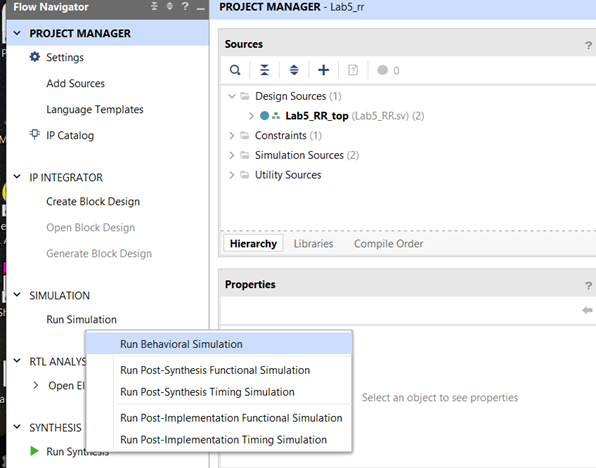 Flow Navigator
PROJECT MANAGER
Settings
Add Sources
Language Templates
IP Catalog
IP INTEGRATOR
Create Block Design
Open Block Design
Generate Block Design
SIMULATION
Run Simulation
Run Behavioral Simulation
Run Post-Synthesis Functional Simulation
Run Post-Synthesis Timing Simulation
Run Post-Implementation Functional Simulation
Run Post-Implementation Timing Simulation
RTL ANALYS
Open El
SYNTHESIS
Run Synthesis
PROJECT MANAGER - Lab5_rr
Sources
?
0
Design Sources (1)
Lab5_RR_top (Lab5_RR.sv) (2)
Constraints (1)
Simulation Sources (2)
Utility Sources
Hierarchy Libraries Compile Order
Properties
?
Select an object to see properties